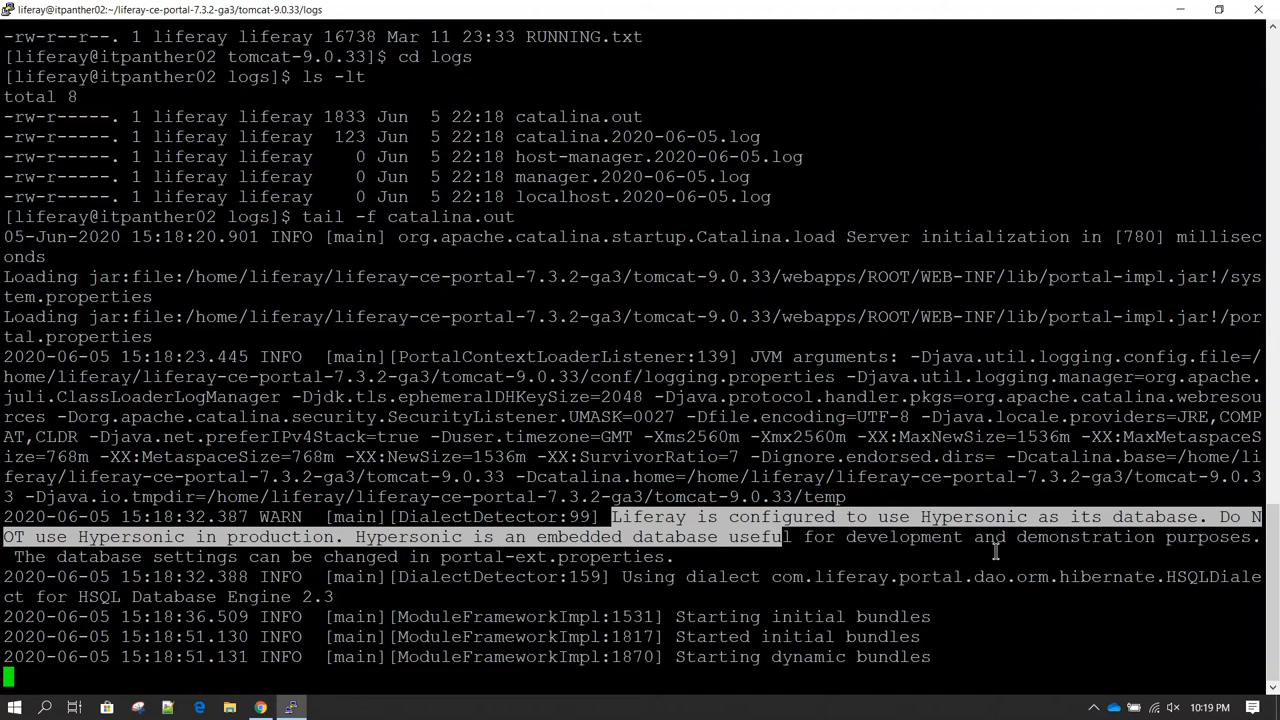 liferay@itpanther02:~/liferay-ce-portal-7.3.2-ga3/tomcat-9.0.33/logs
-rw-r--r--. 1 liferay liferay 16738 Mar 11 23:33 RUNNING.txt
[liferay@itpanther02 tomcat-9.0.33]$ cd logs
[liferay@itpanther02 logs]$ ls -lt
total 8
-rw-r-----. 1 liferay liferay 1833 Jun  5 22:18 catalina.out
-rw-r-----. 1 liferay liferay  123 Jun  5 22:18 catalina.2020-06-05.log
-rw-r-----. 1 liferay liferay    0 Jun  5 22:18 host-manager.2020-06-05.log
-rw-r-----. 1 liferay liferay    0 Jun  5 22:18 manager.2020-06-05.log
-rw-r-----. 1 liferay liferay    0 Jun  5 22:18 localhost.2020-06-05.log
[liferay@itpanther02 logs]$ tail -f catalina.out
05-Jun-2020 15:18:20.901 INFO [main] org.apache.catalina.startup.Catalina.load Server initialization in [780] millisec
onds
Loading jar:file:/home/liferay/liferay-ce-portal-7.3.2-ga3/tomcat-9.0.33/webapps/ROOT/WEB-INF/lib/portal-impl.jar!/sys
tem.properties
Loading jar:file:/home/liferay/liferay-ce-portal-7.3.2-ga3/tomcat-9.0.33/webapps/ROOT/WEB-INF/lib/portal-impl.jar!/por
tal.properties
2020-06-05 15:18:23.445 INFO  [main][PortalContextLoaderListener:139] JVM arguments: -Djava.util.logging.config.file=/
home/liferay/liferay-ce-portal-7.3.2-ga3/tomcat-9.0.33/conf/logging.properties -Djava.util.logging.manager=org.apache.
juli.ClassLoaderLogManager -Djdk.tls.ephemeralDHKeySize=2048 -Djava.protocol.handler.pkgs=org.apache.catalina.webresou
rces -Dorg.apache.catalina.security.SecurityListener.UMASK=0027 -Dfile.encoding=UTF-8 -Djava.locale.providers=JRE,COMP
AT,CLDR -Djava.net.preferIPv4Stack=true -Duser.timezone=GMT -Xms2560m -Xmx2560m -XX:MaxNewSize=1536m -XX:MaxMetaspaceS
ize=768m -XX:MetaspaceSize=768m -XX:NewSize=1536m -XX:SurvivorRatio=7 -Dignore.endorsed.dirs= -Dcatalina.base=/home/li
feray/liferay-ce-portal-7.3.2-ga3/tomcat-9.0.33 -Dcatalina.home=/home/liferay/liferay-ce-portal-7.3.2-ga3/tomcat-9.0.3
3 -Djava.io.tmpdir=/home/liferay/liferay-ce-portal-7.3.2-ga3/tomcat-9.0.33/temp
2020-06-05 15:18:32.387 WARN  [main][DialectDetector:99] Liferay is configured to use Hypersonic as its database. Do N
OT use Hypersonic in production. Hypersonic is an embedded database useful for development and demonstration purposes.
 The database settings can be changed in portal-ext.properties.
2020-06-05 15:18:32.388 INFO  [main][DialectDetector:159] Using dialect com.liferay.portal.dao.orm.hibernate.HSQLDiale
ct for HSQL Database Engine 2.3
2020-06-05 15:18:36.509 INFO  [main][ModuleFrameworkImpl:1531] Starting initial bundles
2020-06-05 15:18:51.130 INFO  [main][ModuleFrameworkImpl:1817] Started initial bundles
2020-06-05 15:18:51.131 INFO  [main][ModuleFrameworkImpl:1870] Starting dynamic bundles
10:19 PM